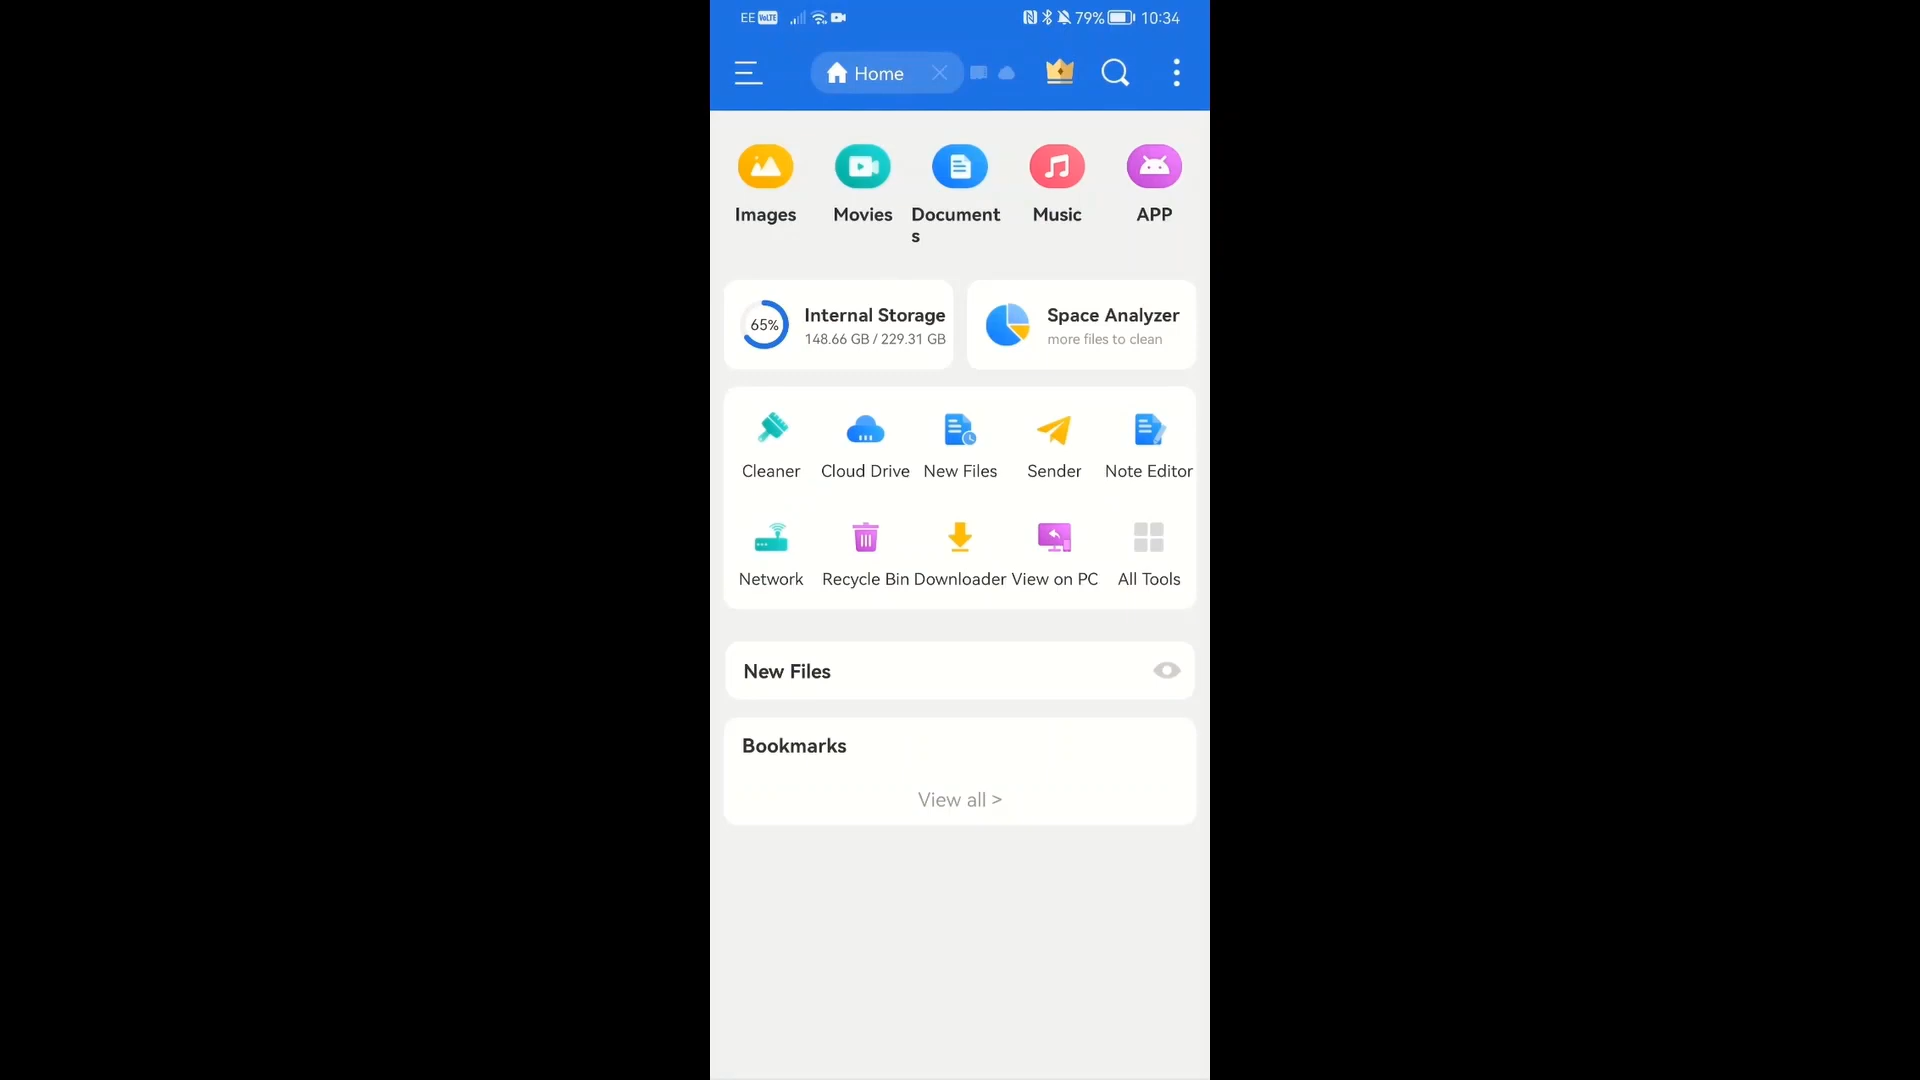 EE VoLTE 79% 10:34
Home
Images Movies Document APP Music
s
Internal Storage Space Analyzer
65% 148.66 GB / 229.31 GB more files to clean
Cleaner Cloud Drive New Files Sender Note Editor
Network Recycle Bin Downloader View on PC All Tools
New Files
Bookmarks
View all >